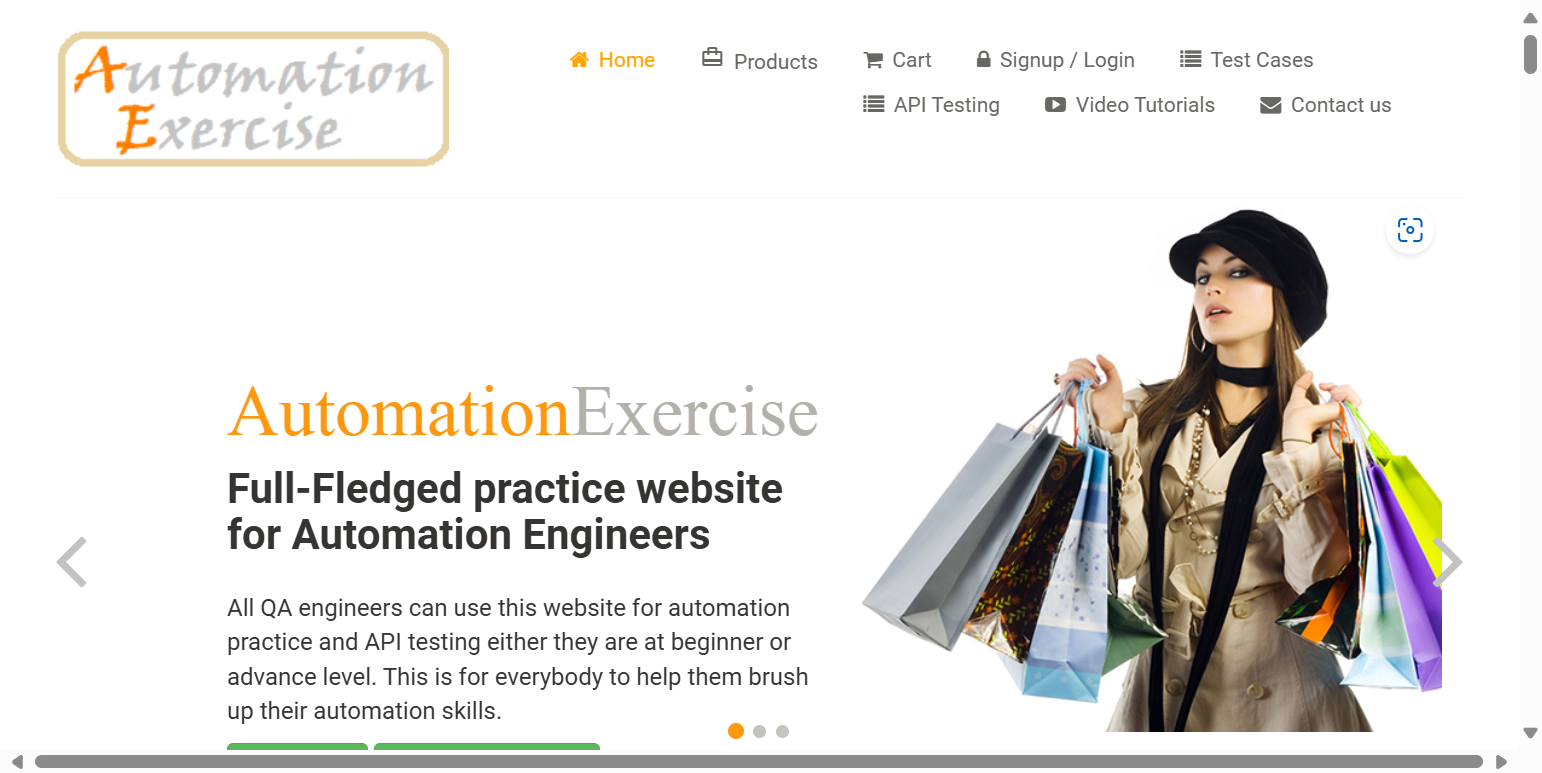 Automation
Exercise
Home
Products
Cart
Signup / Login
Test Cases
API Testing
Video Tutorials
Contact us
AutomationExercise
Full-Fledged practice website
for Automation Engineers
All QA engineers can use this website for automation
practice and API testing either they are at beginner or
advance level. This is for everybody to help them brush
up their automation skills.